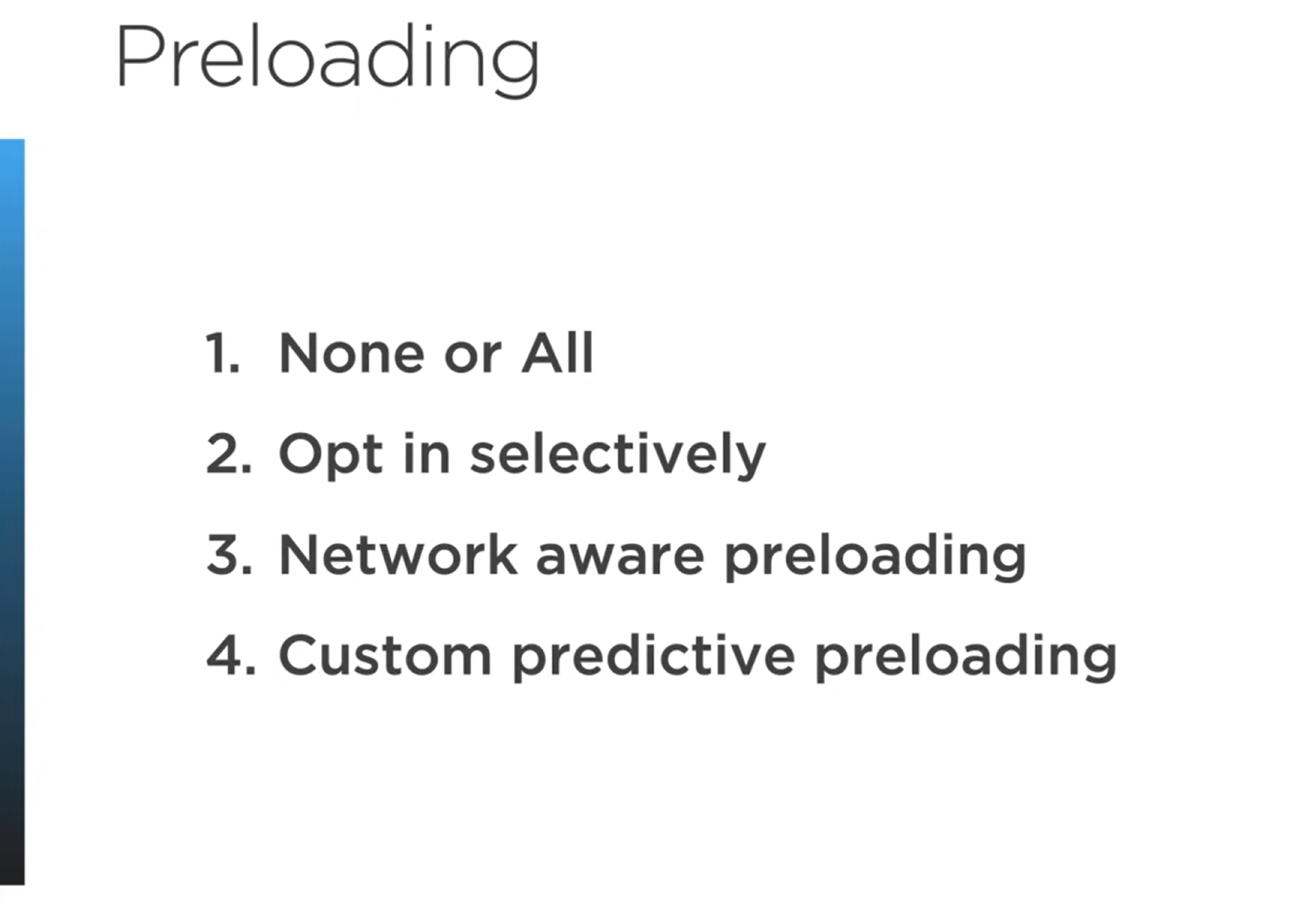 Preloading
1. None or All
2. Opt in selectively
3. Network aware preloading
4. Custom predictive preloading